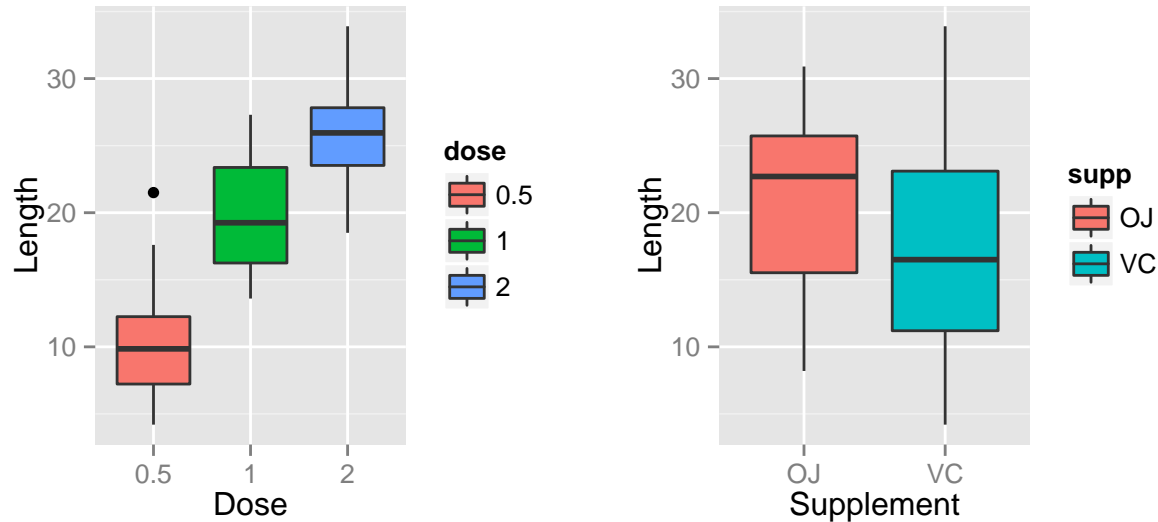 30
20
10
Length
0.5 1 2
Dose
dose
0.5
1
2
30
20
10
Length
OJ VC
Supplement
supp
OJ
VC